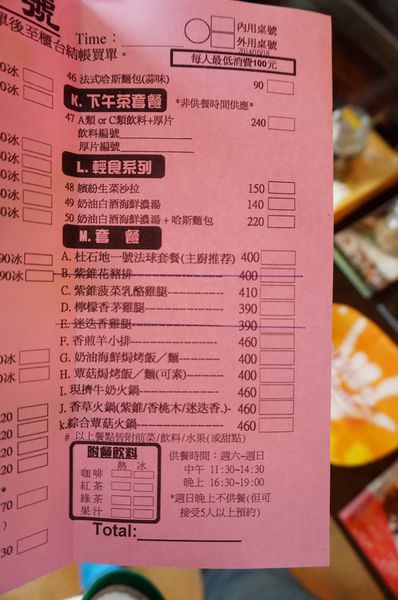 號
單後至櫃台結帳買單。
Time：
內用桌號
外用桌號
2014/10/18
每人最低消費100元
46 法式哈斯麵包(蒜味) 90
K. 下午茶套餐 *非供餐時間供應*
47 A類 or C類飲料+厚片 240
飲料編號
厚片編號
L. 輕食系列
48 繽紛生菜沙拉 150
49 奶油白酒海鮮濃湯 140
50 奶油白酒海鮮濃湯 + 哈斯麵包 220
M. 套 餐
A. 杜石地一號法球套餐(主廚推荐) 400
B. 紫錐花豬排 400
C. 紫錐菠菜乳酪雞腿 410
D. 檸檬香茅雞腿 390
E. 迷迭香雞腿 390
F. 香煎羊小排 460
G. 奶油海鮮焗烤飯／麵 460
H. 蕈菇焗烤飯／麵(可素) 400
I. 現擠牛奶火鍋 460
J. 香草火鍋(紫錐/香桃木/迷迭香.) 460
k.綜合蕈菇火鍋 460
# 以上餐點皆附前菜/飲料/水果(或甜點)
附餐飲料
熱 冰
咖啡
紅茶
綠茶
果汁
供餐時間：週六~週日
中午 11:30~14:30
晚上 16:30~19:00
*週日晚上不供餐(但可
接受5人以上預約)
Total: